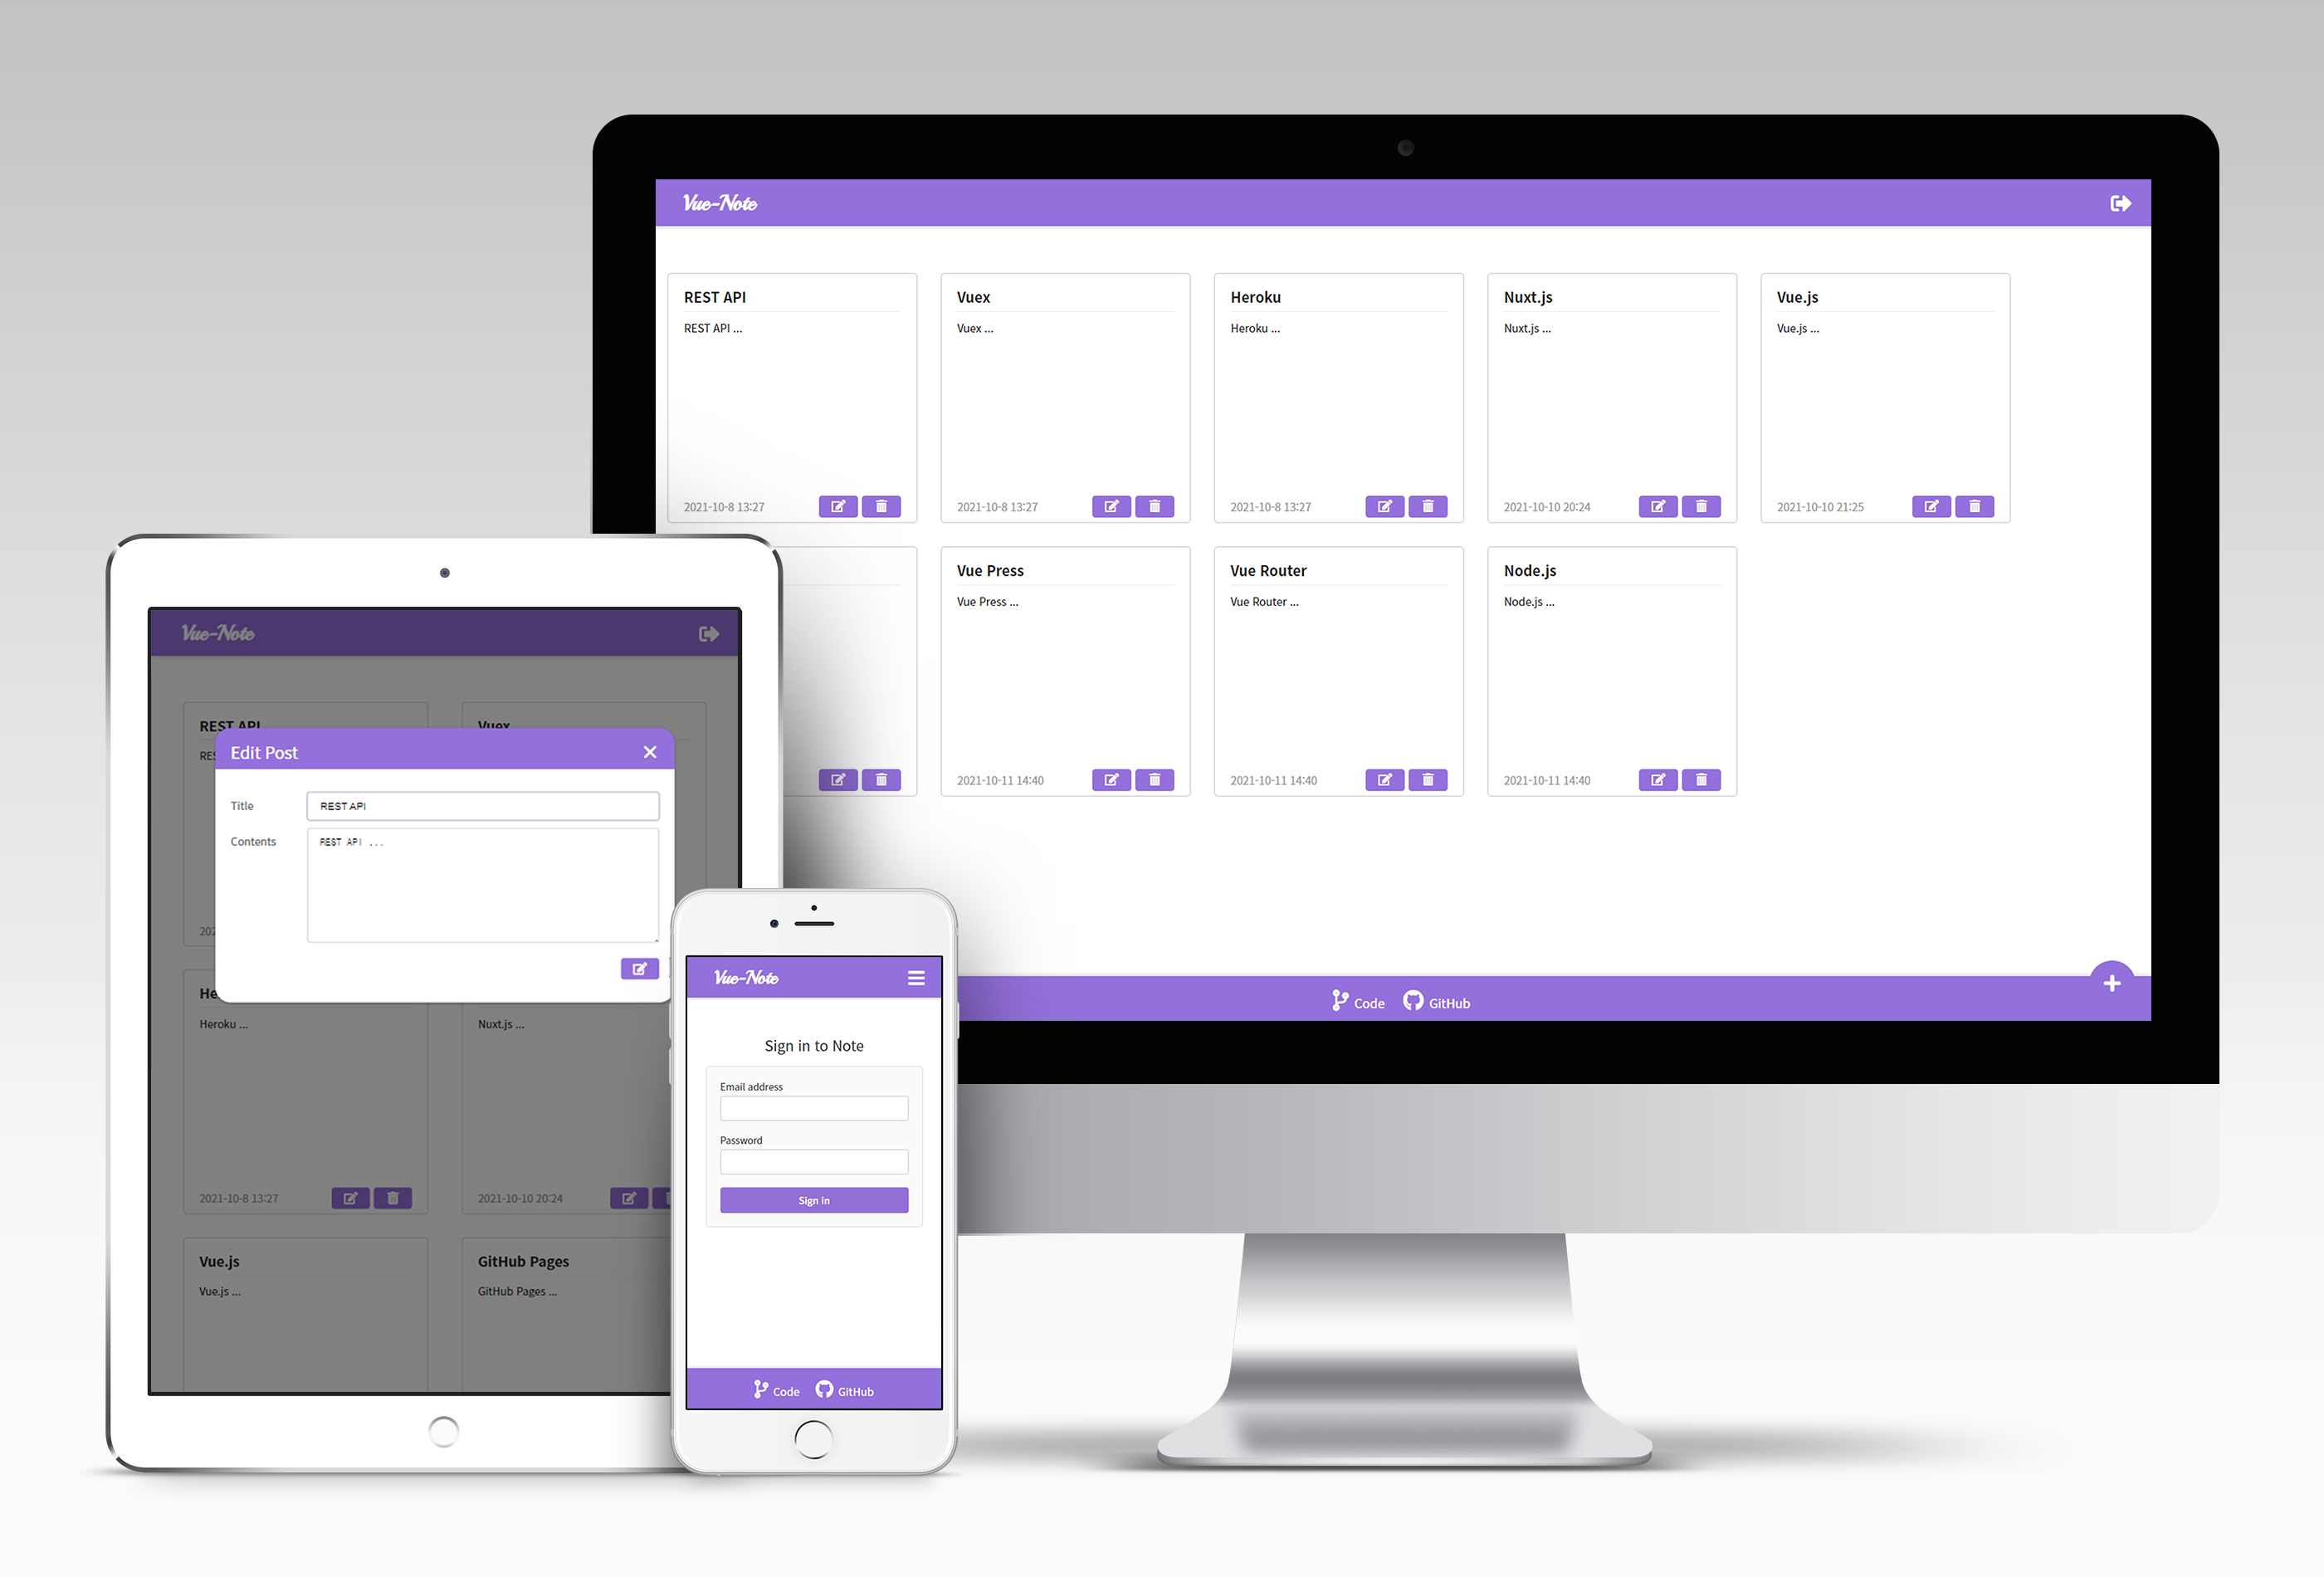 Vue-Note
REST API
REST API ...
2021-10-8 13:27
Vuex
Vuex ...
2021-10-8 13:27
Heroku
Heroku ...
2021-10-8 13:27
Nuxt.js
Nuxt.js ...
2021-10-10 20:24
Vue.js
Vue.js ...
2021-10-10 21:25
Vue Press
Vue Press ...
2021-10-11 14:40
Vue Router
Vue Router ...
2021-10-11 14:40
Node.js
Node.js ...
2021-10-11 14:40
Code GitHub
Vue-Note
REST API
Vuex
Edit Post
Title
REST API
Contents
REST API ...
Heroku ...
2021-10-8 13:27
Nuxt.js ...
2021-10-10 20:24
Vue.js
Vue.js ...
GitHub Pages
GitHub Pages ...
Vue-Note
Sign in to Note
Email address
Password
Sign in
Code GitHub